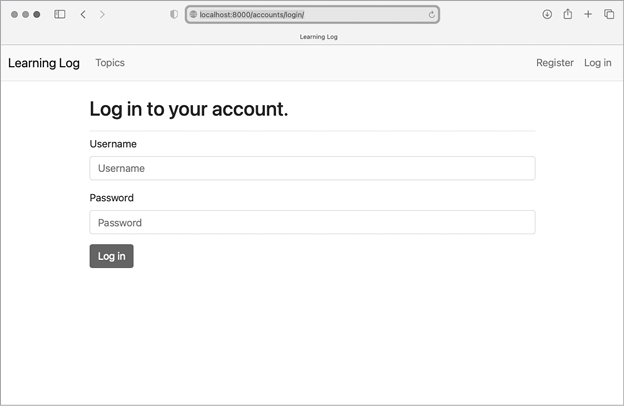 localhost:8000/accounts/login/
Learning Log
Learning Log Topics Register Log in
Log in to your account.
Username
Username
Password
Password
Log in